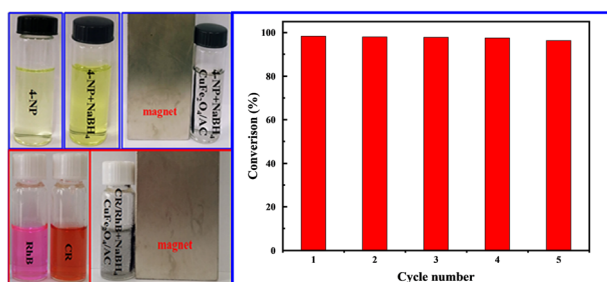 4-NP
4-NP+NaBH4
magnet
4-NP+NaBH4
CuFe2O4/AC
RhB
CR
CR/RhB+NaBH4
CuFe2O4/AC
magnet
100
80
60
40
20
0
Converison (%)
1 2 3 4 5
Cycle number